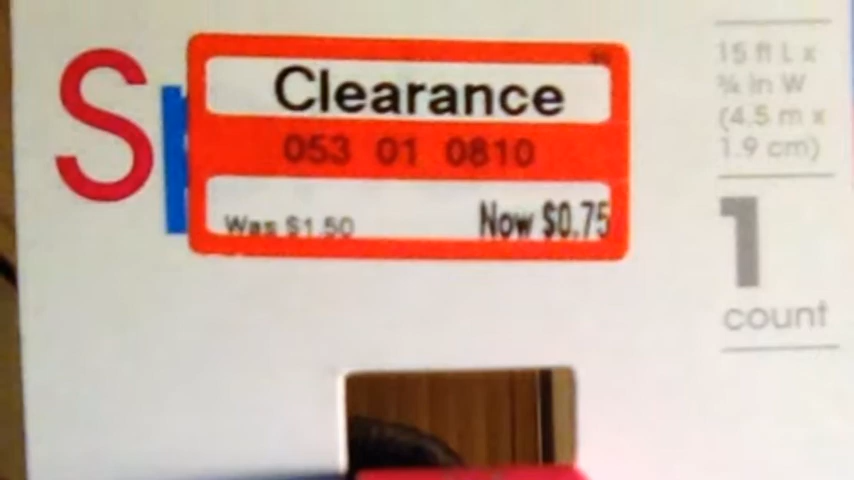 S
Clearance
053 01 0810
Was $1.50 Now $0.75
15 ft L x
¾ in W
(4.5 m x
1.9 cm)
1
count